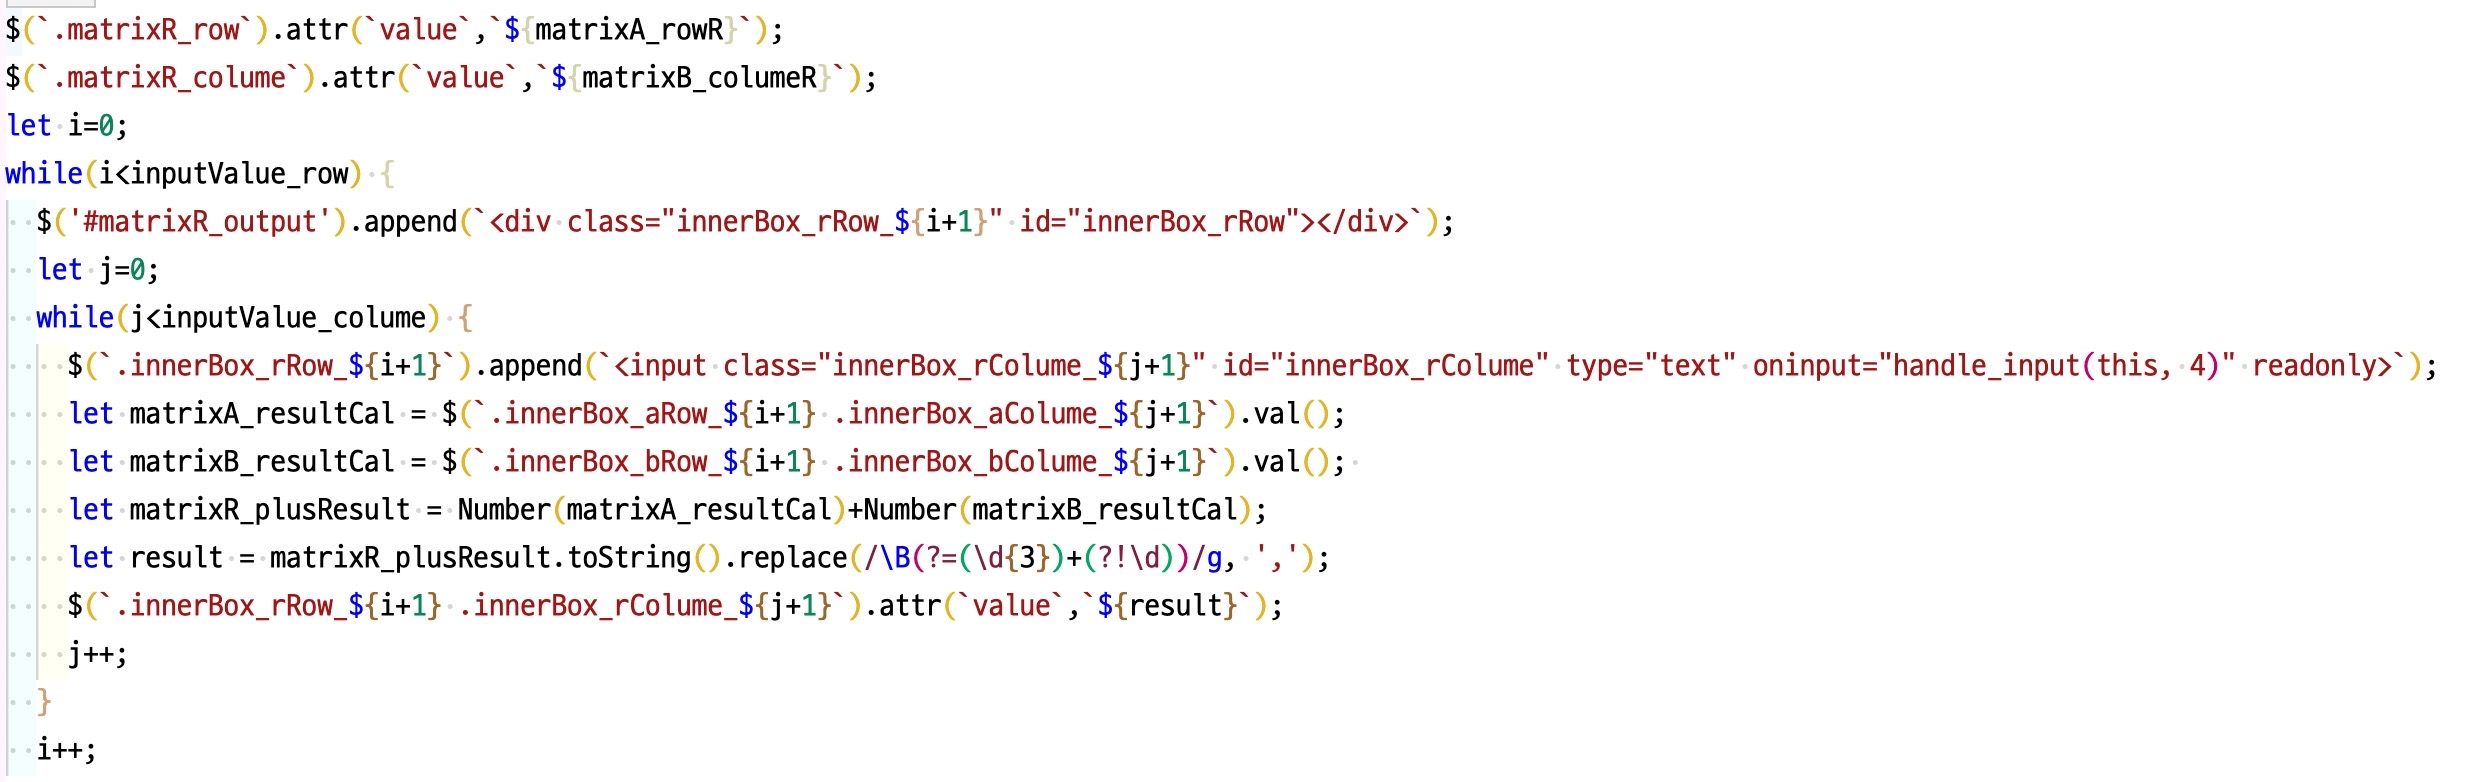 $(`.matrixR_row`).attr(`value`,`${matrixA_rowR}`);
$(`.matrixR_colume`).attr(`value`,`${matrixB_columeR}`);
let i=0;
while(i<inputValue_row) {
  $('#matrixR_output').append(`<div class="innerBox_rRow_${i+1}" id="innerBox_rRow"></div>`);
  let j=0;
  while(j<inputValue_colume) {
    $(`.innerBox_rRow_${i+1}`).append(`<input class="innerBox_rColume_${j+1}" id="innerBox_rColume" type="text" oninput="handle_input(this, 4)" readonly>`);
    let matrixA_resultCal = $(`.innerBox_aRow_${i+1} .innerBox_aColume_${j+1}`).val();
    let matrixB_resultCal = $(`.innerBox_bRow_${i+1} .innerBox_bColume_${j+1}`).val();
    let matrixR_plusResult = Number(matrixA_resultCal)+Number(matrixB_resultCal);
    let result = matrixR_plusResult.toString().replace(/\B(?=(\d{3})+(?!\d))/g, ',');
    $(`.innerBox_rRow_${i+1} .innerBox_rColume_${j+1}`).attr(`value`,`${result}`);
    j++;
  }
  i++;